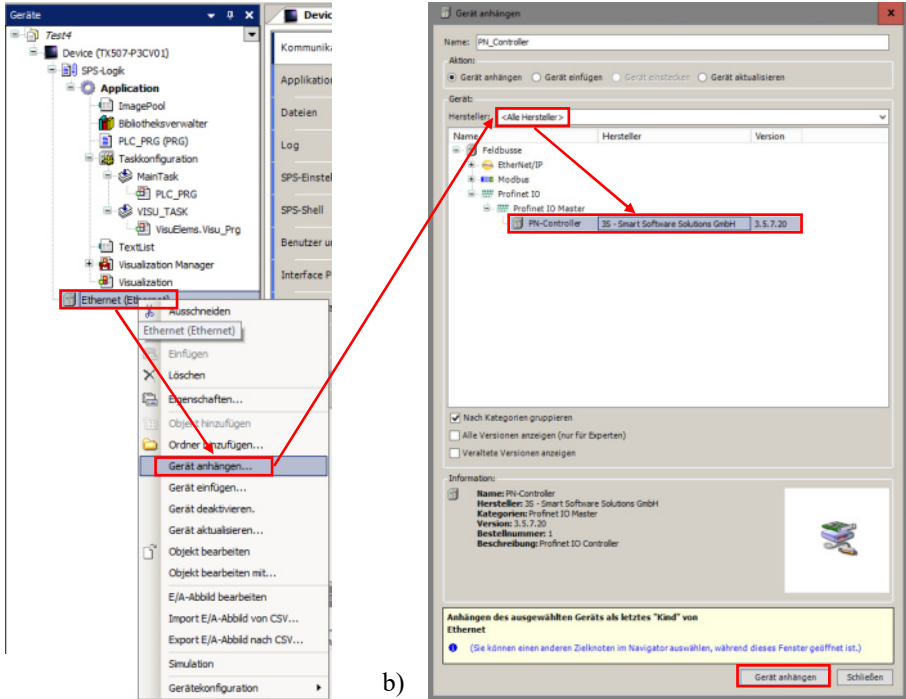 Geräte
Test4
Device (TX507-P3CV01)
SPS-Logik
Application
ImagePool
Bibliotheksverwalter
PLC_PRG (PRG)
Taskkonfiguration
MainTask
PLC_PRG
VISU_TASK
VisuElems.Visu_Prg
TextList
Visualization Manager
Visualization
Ethernet (Ethernet)
Ausschneiden
Ethernet (Ethernet)
Einfügen
Löschen
Eigenschaften...
Objekt hinzufügen
Ordner hinzufügen...
Gerät anhängen...
Gerät einfügen...
Gerät deaktivieren.
Gerät aktualisieren...
Objekt bearbeiten
Objekt bearbeiten mit...
E/A-Abbild bearbeiten
Import E/A-Abbild von CSV...
Export E/A-Abbild nach CSV...
Simulation
Gerätekonfiguration
Devic
Kommunika
Applikation
Dateien
Log
SPS-Einstel
SPS-Shell
Benutzer u
Interface P
b)
Gerät anhängen
x
Name: PN_Controller
Aktion:
Gerät anhängen Gerät einfügen Gerät einstecken Gerät aktualisieren
Gerät:
Hersteller: <Alle Hersteller>
Name Hersteller Version
Feldbusse
EtherNet/IP
Modbus
Profinet IO
Profinet IO Master
PN-Controller 3S - Smart Software Solutions GmbH 3.5.7.20
Nach Kategorien gruppieren
Alle Versionen anzeigen (nur für Experten)
Veraltete Versionen anzeigen
Information:
Name: PN-Controller
Hersteller: 3S - Smart Software Solutions GmbH
Kategorien: Profinet IO Master
Version: 3.5.7.20
Bestellnummer: 1
Beschreibung: Profinet IO Controller
Anhängen des ausgewählten Geräts als letztes "Kind" von
Ethernet
(Sie können einen anderen Zielknoten im Navigator auswählen, während dieses Fenster geöffnet ist.)
Gerät anhängen Schließen